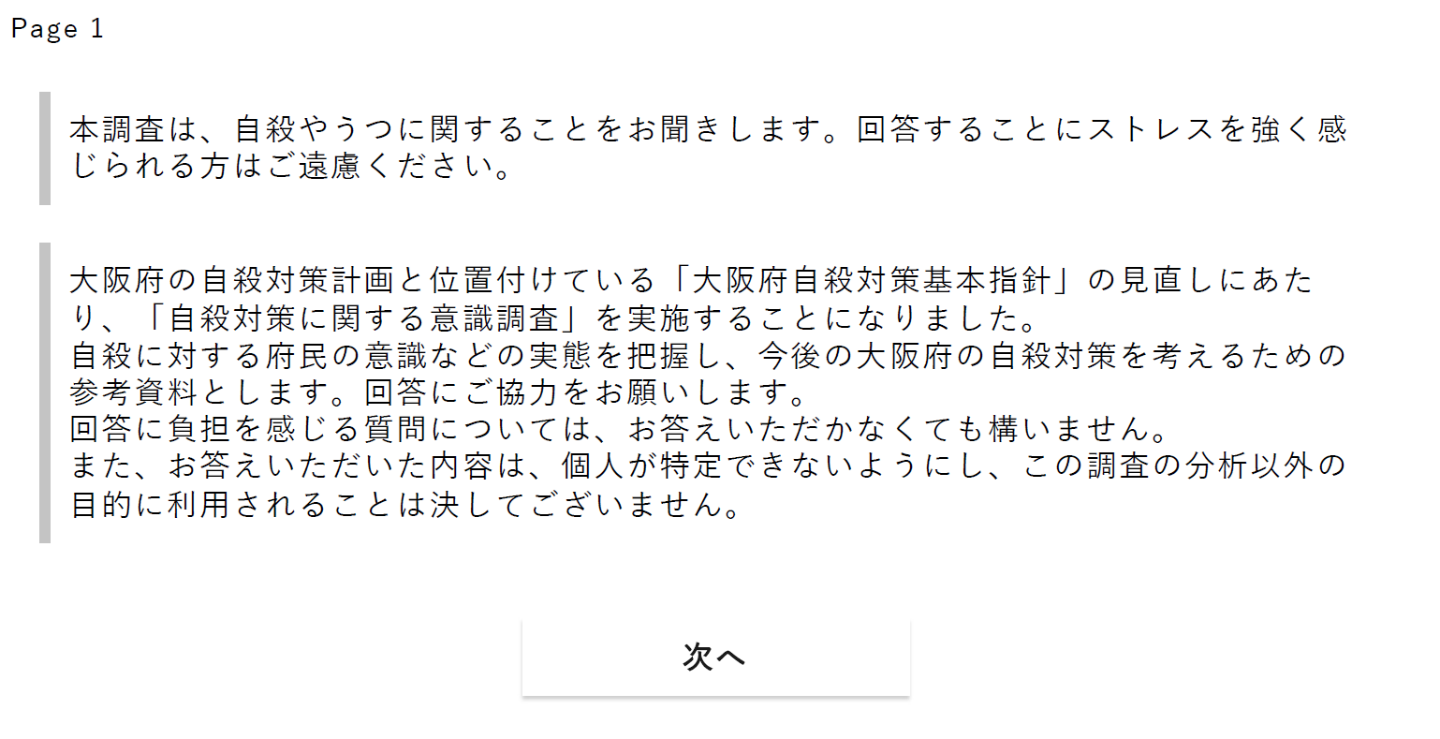 Page 1
本調査は、自殺やうつに関することをお聞きします。回答することにストレスを強く感
じられる方はご遠慮ください。
大阪府の自殺対策計画と位置付けている「大阪府自殺対策基本指針」の見直しにあた
り、「自殺対策に関する意識調査」を実施することになりました。
自殺に対する府民の意識などの実態を把握し、今後の大阪府の自殺対策を考えるための
参考資料とします。回答にご協力をお願いします。
回答に負担を感じる質問については、お答えいただかなくても構いません。
また、お答えいただいた内容は、個人が特定できないようにし、この調査の分析以外の
目的に利用されることは決してございません。
次へ